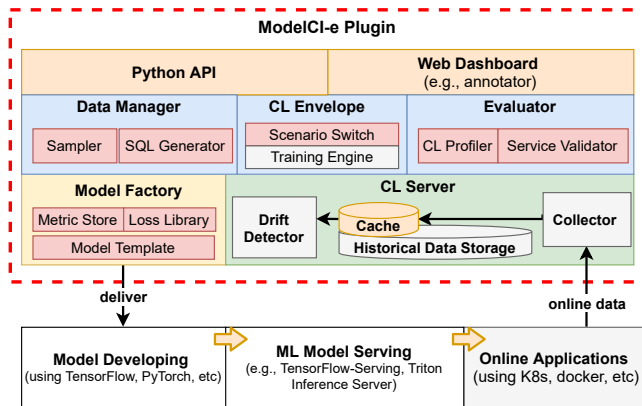 ModelCI-e Plugin
Python API
Web Dashboard
(e.g., annotator)
Data Manager
Sampler
SQL Generator
CL Envelope
Scenario Switch
Training Engine
Evaluator
CL Profiler
Service Validator
Model Factory
Metric Store
Loss Library
Model Template
CL Server
Drift
Detector
Cache
Historical Data Storage
Collector
deliver
online data
Model Developing
(using TensorFlow, PyTorch, etc)
ML Model Serving
(e.g., TensorFlow-Serving, Triton
Inference Server)
Online Applications
(using K8s, docker, etc)